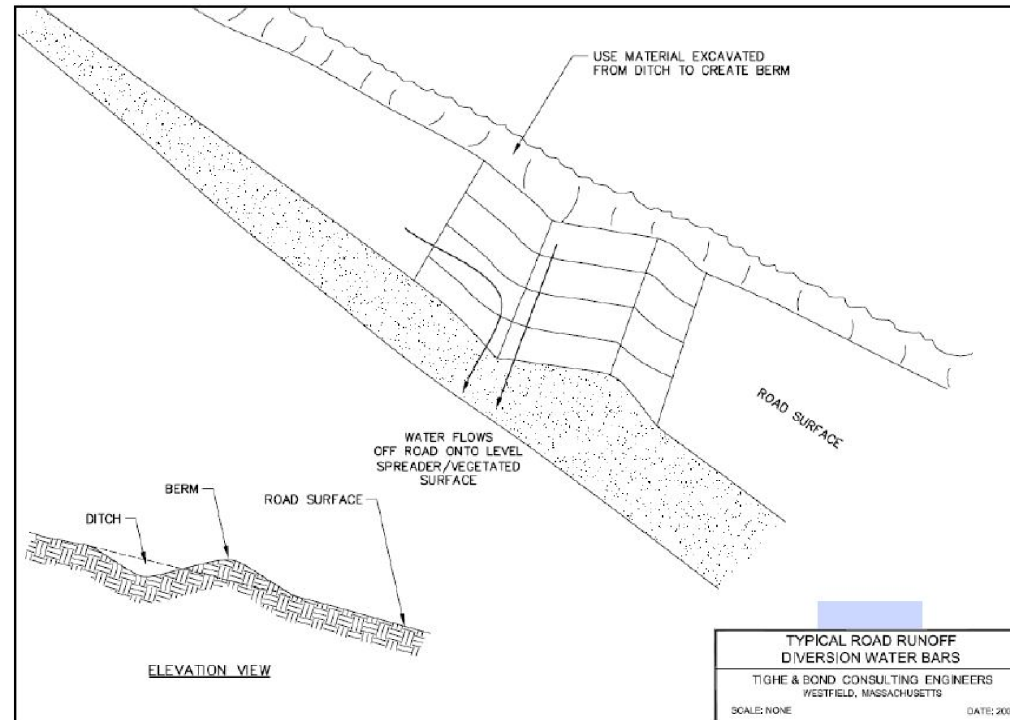 USE MATERIAL EXCAVATED
FROM DITCH TO CREATE BERM
ROAD SURFACE
WATER FLOWS
OFF ROAD ONTO LEVEL
SPREADER/VEGETATED
SURFACE
BERM
ROAD SURFACE
DITCH
ELEVATION VIEW
TYPICAL ROAD RUNOFF
DIVERSION WATER BARS
TIGHE & BOND CONSULTING ENGINEERS
WESTFIELD, MASSACHUSETTS
SCALE: NONE DATE: